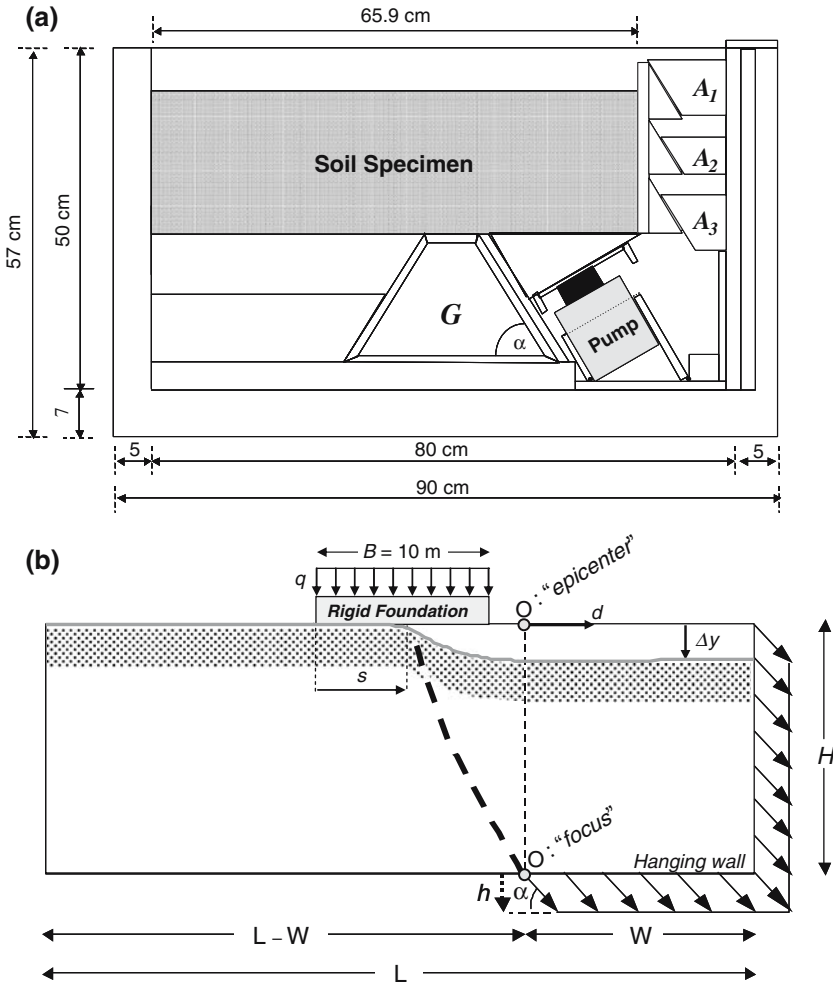 (a)
65.9 cm
57 cm
50 cm
7
Soil Specimen
A1
A2
A3
G
α
Pump
5
80 cm
5
90 cm
(b)
B = 10 m
q
Rigid Foundation
O : “epicenter”
d
Δy
s
H
O : “focus”
Hanging wall
h
α
L – W
W
L